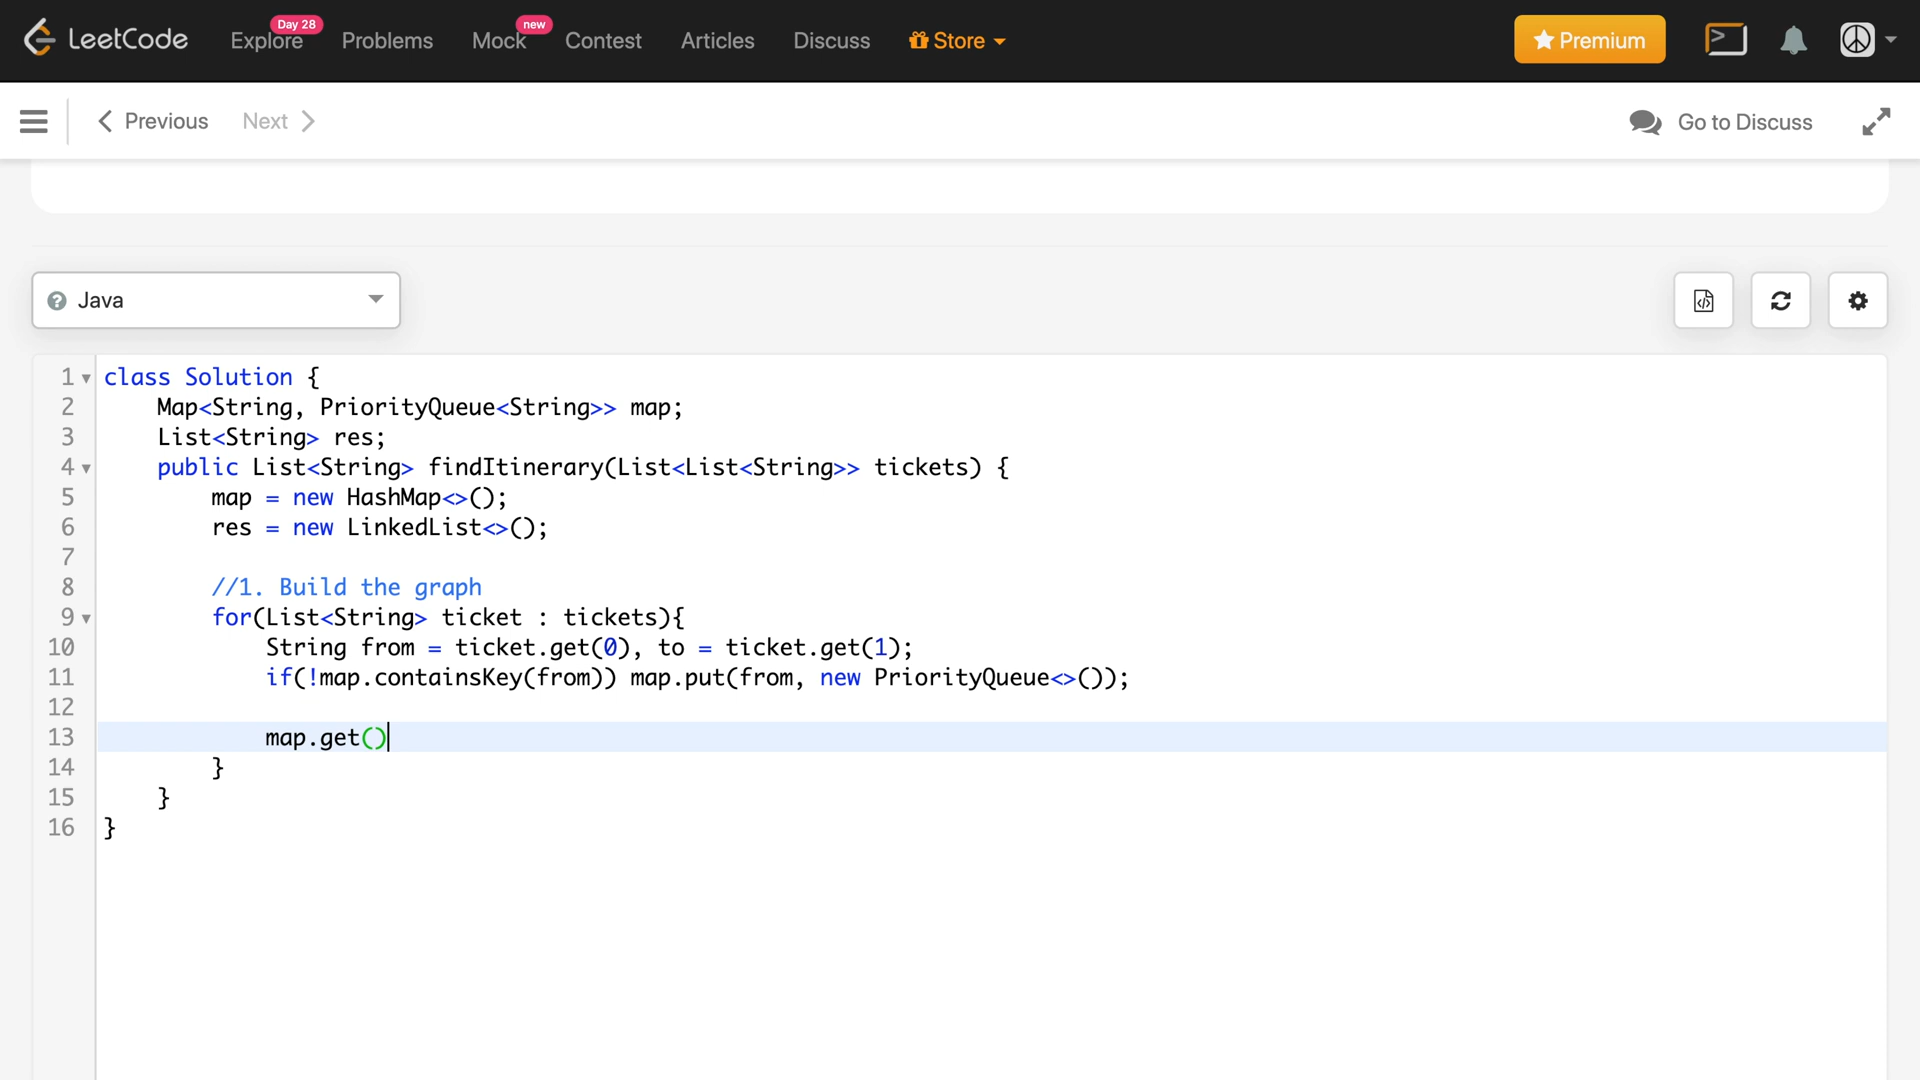 LeetCode Explore Day 28 Problems Mock new Contest Articles Discuss Store Premium
Previous Next Go to Discuss
Java
1 class Solution {
2 Map<String, PriorityQueue<String>> map;
3 List<String> res;
4 public List<String> findItinerary(List<List<String>> tickets) {
5 map = new HashMap<>();
6 res = new LinkedList<>();
7
8 //1. Build the graph
9 for(List<String> ticket : tickets){
10 String from = ticket.get(0), to = ticket.get(1);
11 if(!map.containsKey(from)) map.put(from, new PriorityQueue<>());
12
13 map.get()
14 }
15 }
16 }